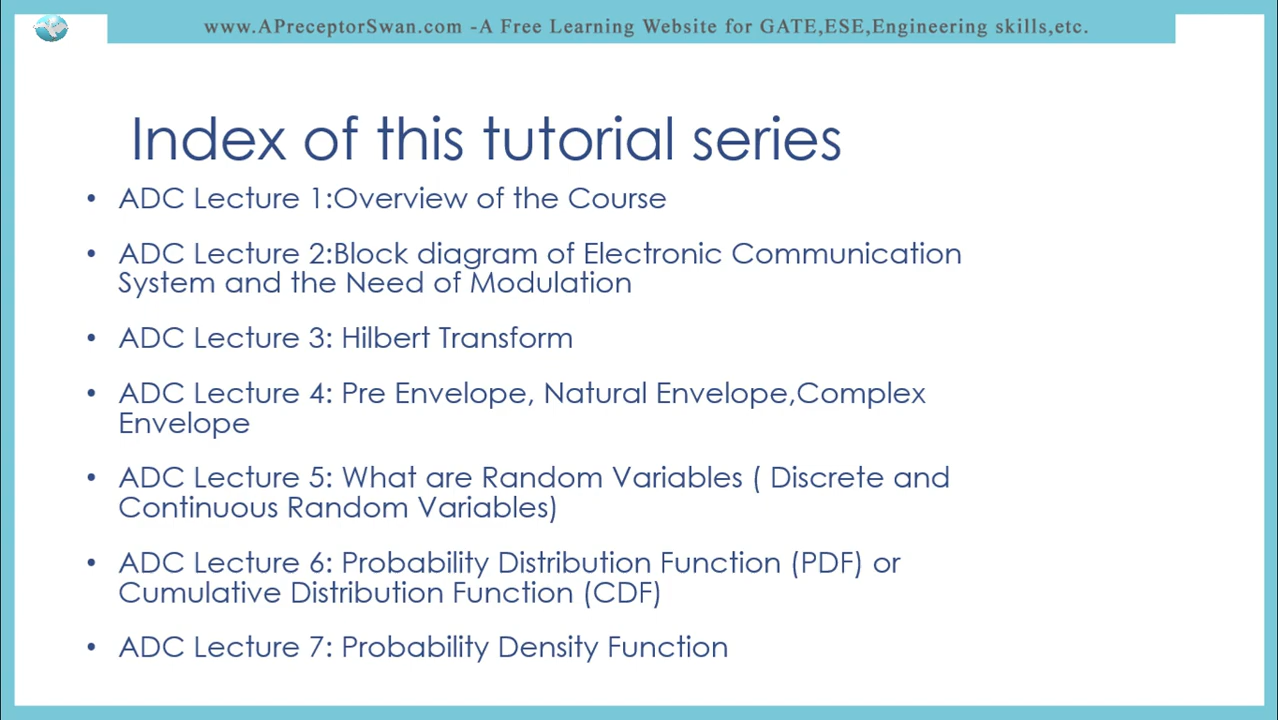 www.APreceptorSwan.com -A Free Learning Website for GATE,ESE,Engineering skills,etc.
Index of this tutorial series
• ADC Lecture 1:Overview of the Course
• ADC Lecture 2:Block diagram of Electronic Communication
System and the Need of Modulation
• ADC Lecture 3: Hilbert Transform
• ADC Lecture 4: Pre Envelope, Natural Envelope,Complex
Envelope
• ADC Lecture 5: What are Random Variables ( Discrete and
Continuous Random Variables)
• ADC Lecture 6: Probability Distribution Function (PDF) or
Cumulative Distribution Function (CDF)
• ADC Lecture 7: Probability Density Function